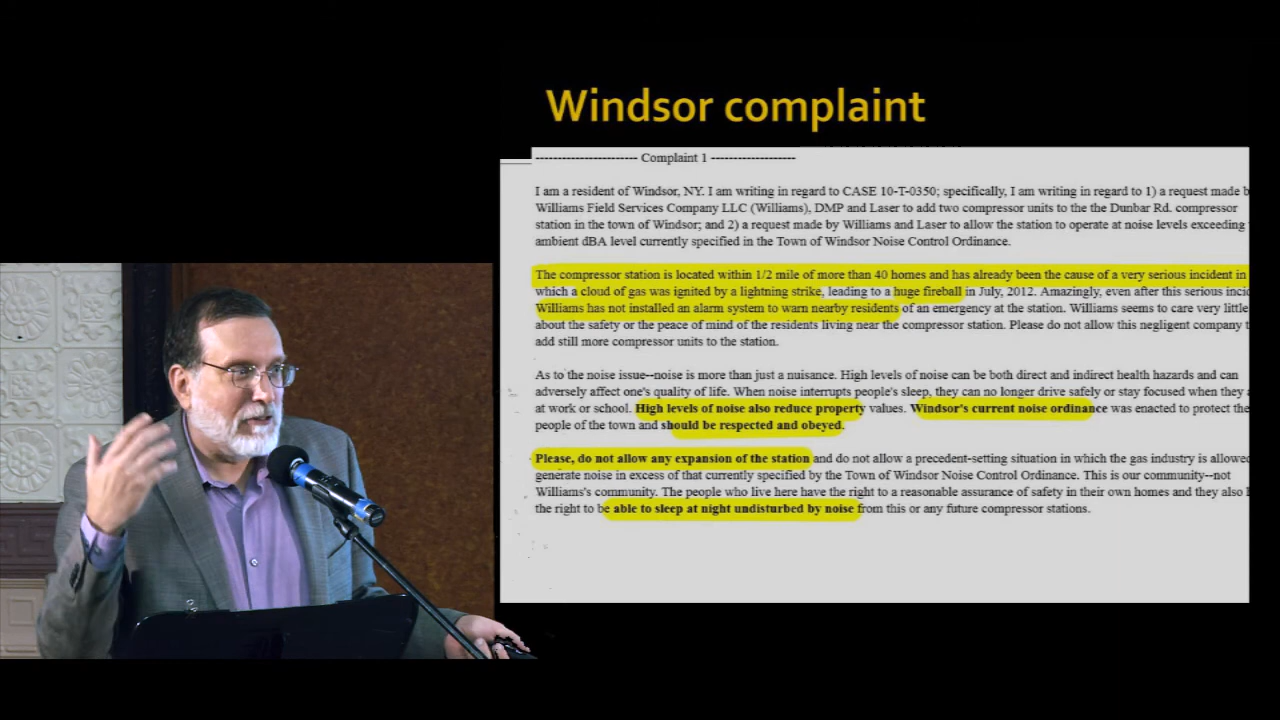 Windsor complaint
----------------------- Complaint 1 -------------------
I am a resident of Windsor, NY. I am writing in regard to CASE 10-T-0350; specifically, I am writing in regard to 1) a request made
Williams Field Services Company LLC (Williams), DMP and Laser to add two compressor units to the the Dunbar Rd. compressor
station in the town of Windsor; and 2) a request made by Williams and Laser to allow the station to operate at noise levels exceeding
ambient dBA level currently specified in the Town of Windsor Noise Control Ordinance.
The compressor station is located within 1/2 mile of more than 40 homes and has already been the cause of a very serious incident in
which a cloud of gas was ignited by a lightning strike, leading to a huge fireball in July, 2012. Amazingly, even after this serious
Williams has not installed an alarm system to warn nearby residents of an emergency at the station. Williams seems to care very little
about the safety or the peace of mind of the residents living near the compressor station. Please do not allow this negligent company
add still more compressor units to the station.
As to the noise issue--noise is more than just a nuisance. High levels of noise can be both direct and indirect health hazards and can
adversely affect one's quality of life. When noise interrupts people's sleep, they can no longer drive safely or stay focused when they
at work or school. High levels of noise also reduce property values. Windsor's current noise ordinance was enacted to protect the
people of the town and should be respected and obeyed.
Please, do not allow any expansion of the station and do not allow a precedent-setting situation in which the gas industry is allowed
generate noise in excess of that currently specified by the Town of Windsor Noise Control Ordinance. This is our community--not
Williams's community. The people who live here have the right to a reasonable assurance of safety in their own homes and they also
the right to be able to sleep at night undisturbed by noise from this or any future compressor stations.